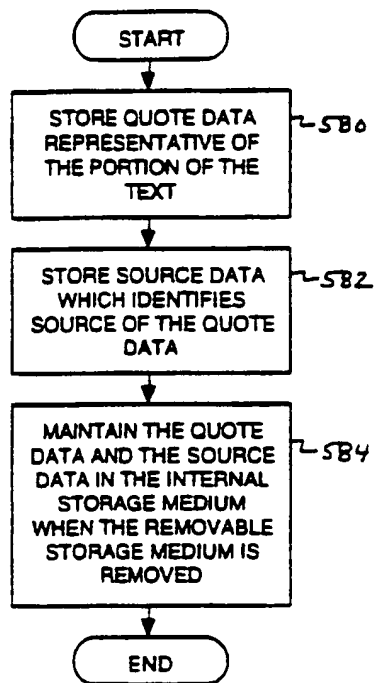 START
STORE QUOTE DATA
REPRESENTATIVE OF
THE PORTION OF THE
TEXT
580
STORE SOURCE DATA
WHICH IDENTIFIES
SOURCE OF THE QUOTE
DATA
582
MAINTAIN THE QUOTE
DATA AND THE SOURCE
DATA IN THE INTERNAL
STORAGE MEDIUM
WHEN THE REMOVABLE
STORAGE MEDIUM IS
REMOVED
584
END